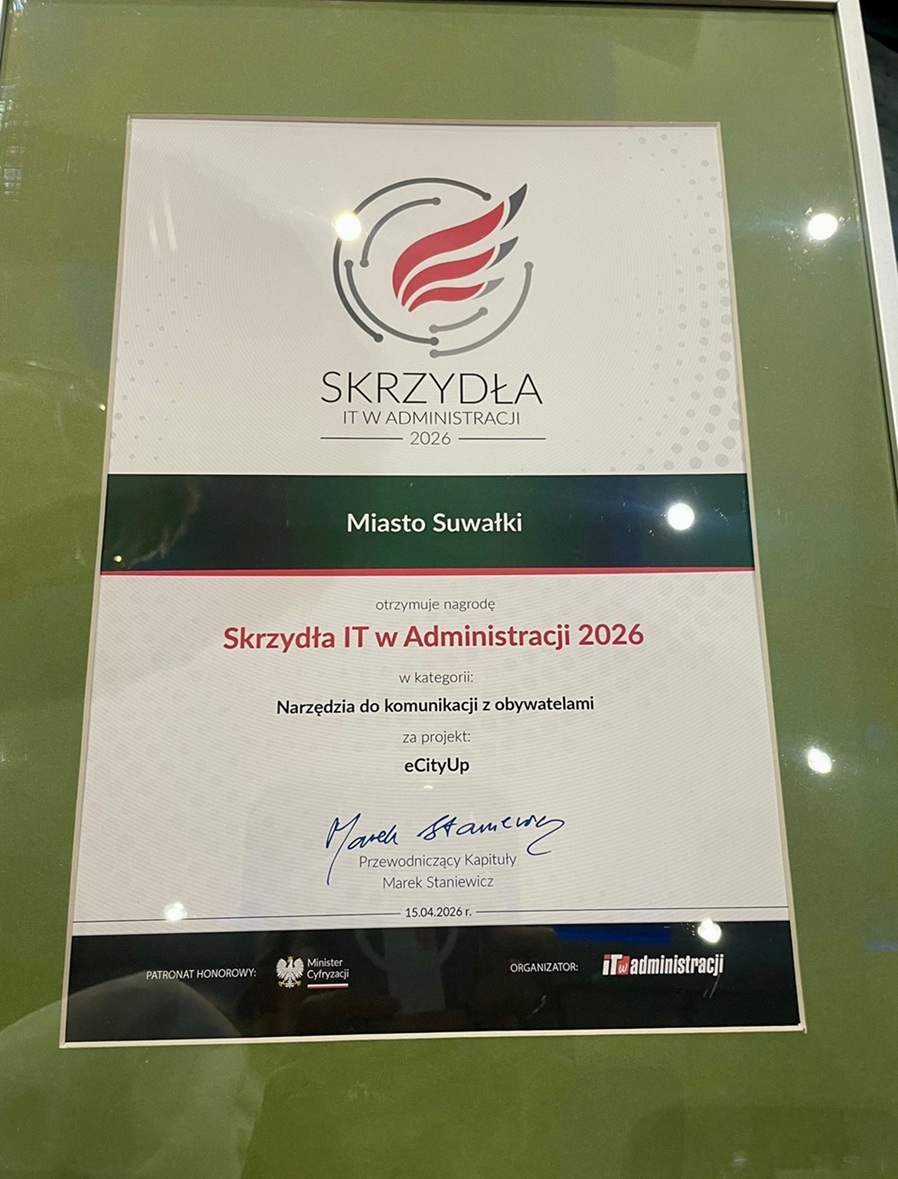 SKRZYDŁA
IT W ADMINISTRACJI
2026
Miasto Suwałki
otrzymuje nagrodę
Skrzydła IT w Administracji 2026
w kategorii:
Narzędzia do komunikacji z obywatelami
za projekt:
eCityUp
Marek Staniewicz
Przewodniczący Kapituły
Marek Staniewicz
15.04.2026 r.
PATRONAT HONOROWY:
Minister
Cyfryzacji
ORGANIZATOR:
IT w administracji